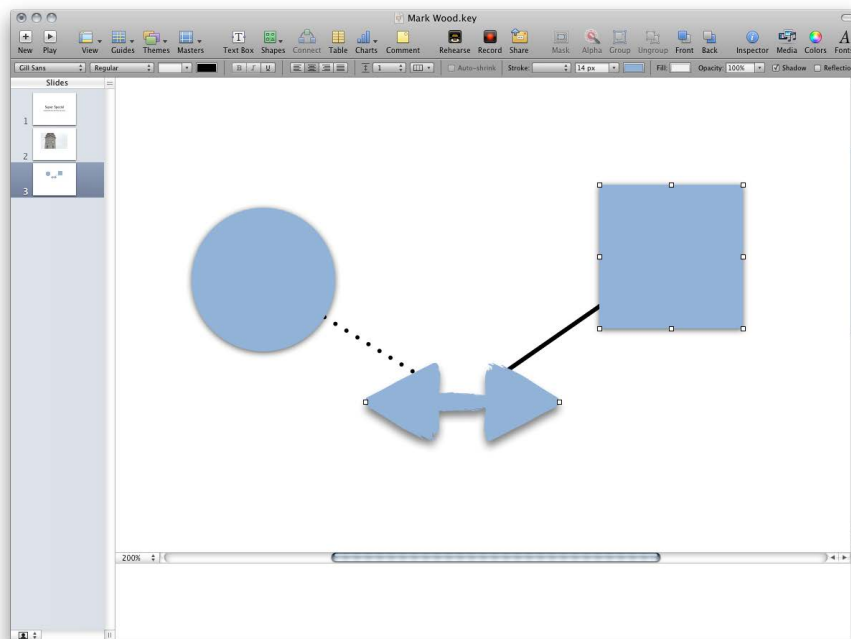 Mark Wood.key
New Play View Guides Themes Masters Text Box Shapes Connect Table Charts Comment Rehearse Record Share Mask Alpha Group Ungroup Front Back Inspector Media Colors Fonts
Gill Sans Regular B I U 1 Auto-shrink Stroke: 14 px Fill: Opacity: 100% Shadow Reflectio
Slides
1
2
3
200%